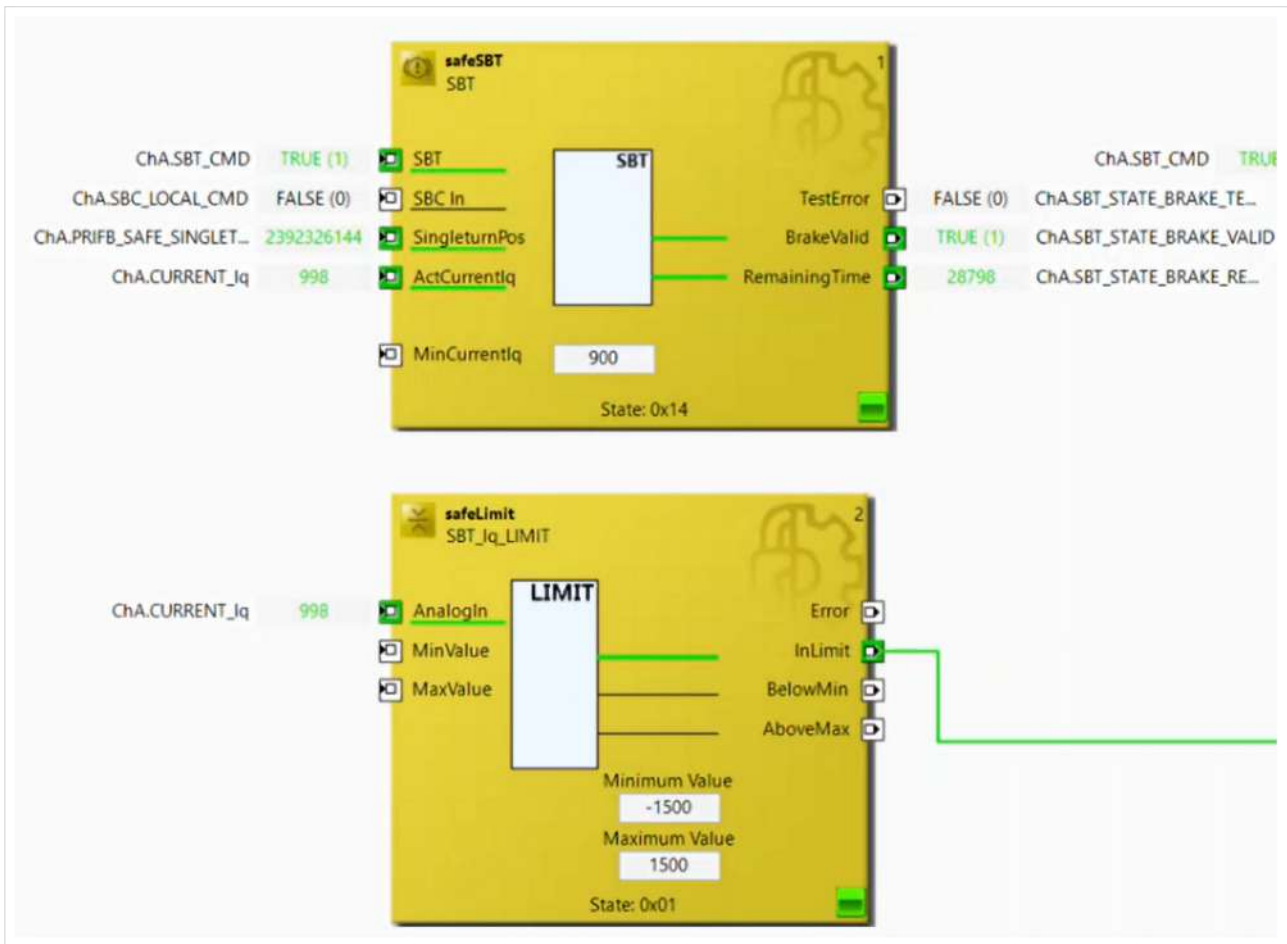 safeSBT
1
SBT
ChA.SBT_CMD TRUE (1) SBT SBT ChA.SBT_CMD TRUE
ChA.SBC_LOCAL_CMD FALSE (0) SBC In TestError FALSE (0) ChA.SBT_STATE_BRAKE_TE...
ChA.PRIFB_SAFE_SINGLET... 2392326144 SingleturnPos BrakeValid TRUE (1) ChA.SBT_STATE_BRAKE_VALID
ChA.CURRENT_Iq 998 ActCurrentIq RemainingTime 28798 ChA.SBT_STATE_BRAKE_RE...
MinCurrentIq 900
State: 0x14
safeLimit 2
SBT_Iq_LIMIT
LIMIT
ChA.CURRENT_Iq 998 AnalogIn Error
MinValue InLimit
MaxValue BelowMin
AboveMax
Minimum Value
-1500
Maximum Value
1500
State: 0x01